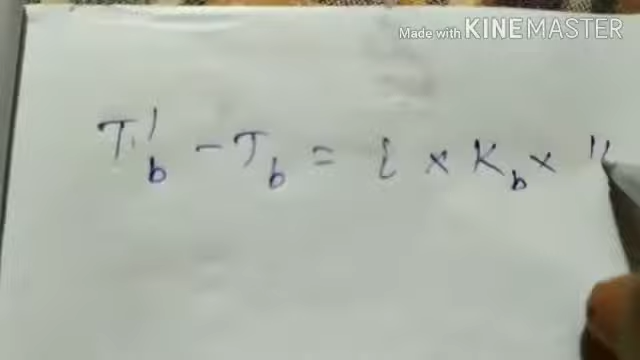 Made with KINEMASTER
T'b - Tb = i × Kb ×